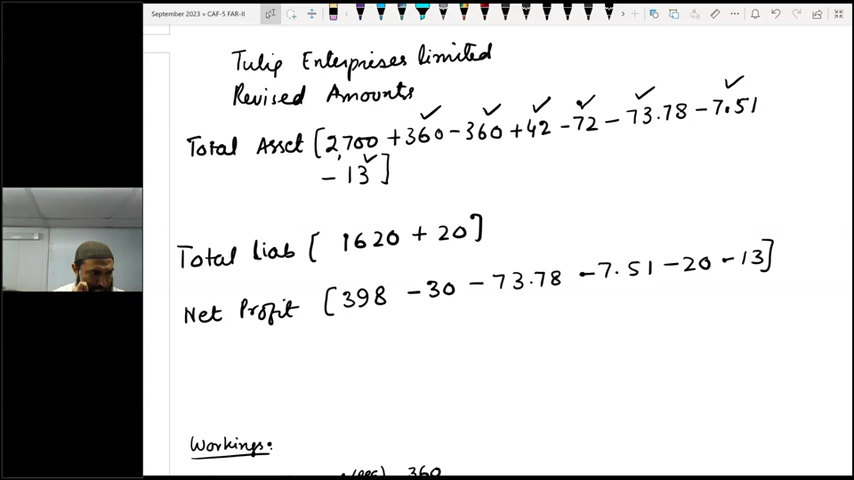 September 2023 » CAF-5 FAR-II
Tulip Enterprises limited
Revised Amounts
Total Asset [2,700 +360 -360 +42 -72 -73.78 -7.51
-13]
Total Liab [ 1620 + 20]
Net Profit [398 -30 -73.78 -7.51 -20 -13]
Workings:
360